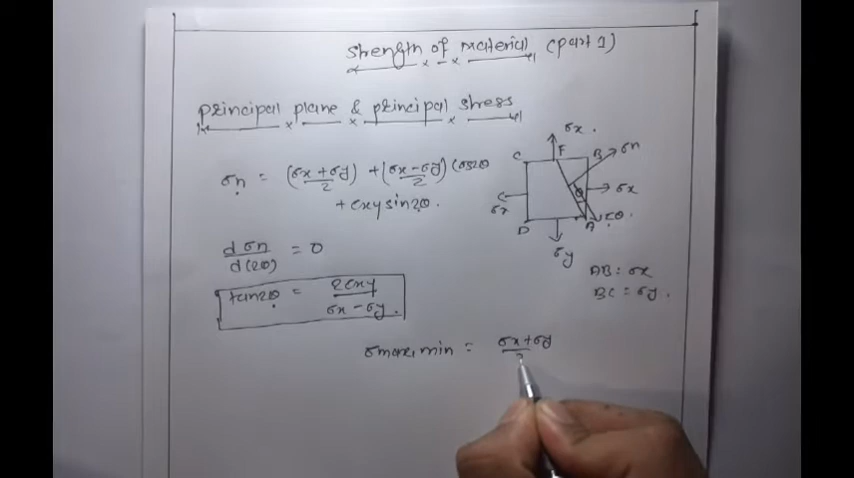 strength of material (part 1)
principal plane & principal stress
σn = (σx + σy)/2 + (σx - σy)/2 cos2θ
+ τxy sin2θ.
dσn/d(2θ) = 0
tan2θ = 2τxy/σx - σy.
σmax, min = σx + σy/2
σx.
C F B σn
σx
θ
σx
D A τθ.
σy
AB : σx
BC = σy.